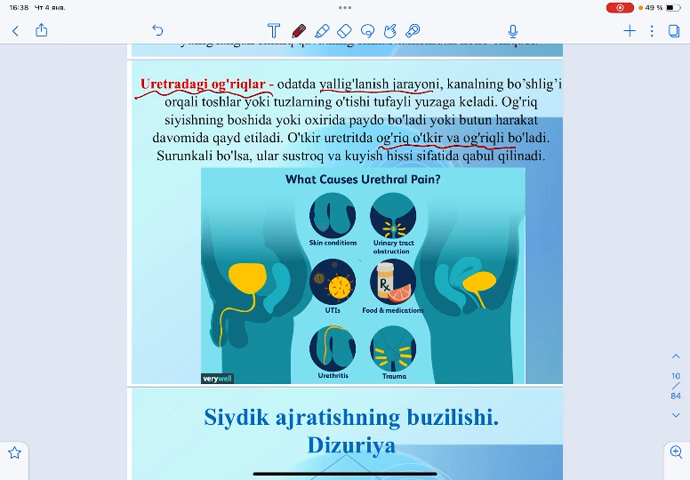 16:38 Чт 4 янв.
49 %
Uretradagi og'riqlar - odatda yallig'lanish jarayoni, kanalning bo'shlig'i
orqali toshlar yoki tuzlarning o'tishi tufayli yuzaga keladi. Og'riq
siyishning boshida yoki oxirida paydo bo'ladi yoki butun harakat
davomida qayd etiladi. O'tkir uretritda og'riq o'tkir va og'riqli bo'ladi.
Surunkali bo'lsa, ular sustroq va kuyish hissi sifatida qabul qilinadi.
What Causes Urethral Pain?
Skin conditions
Urinary tract
obstruction
UTIs
Rx
Food & medications
Urethritis
Trauma
verywell
10
/
84
Siydik ajratishning buzilishi.
Dizuriya